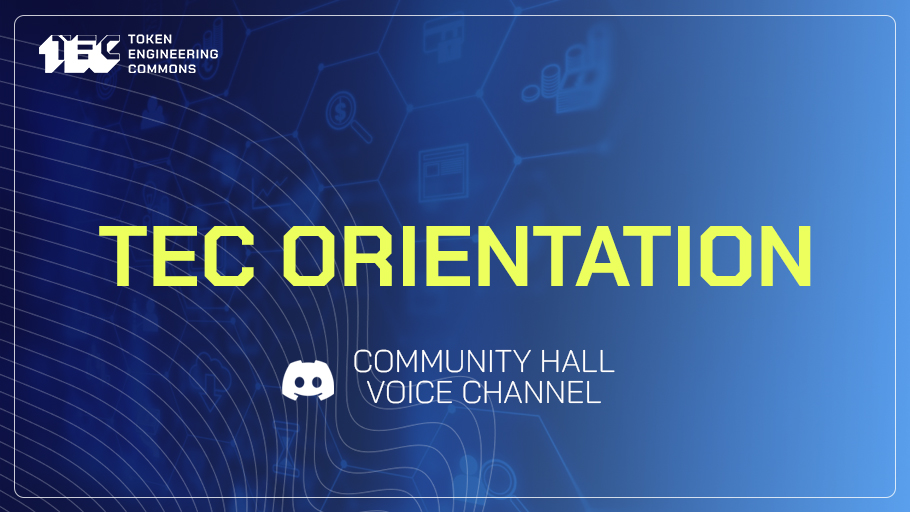 TEC
TOKEN
ENGINEERING
COMMONS
TEC ORIENTATION
COMMUNITY HALL
VOICE CHANNEL